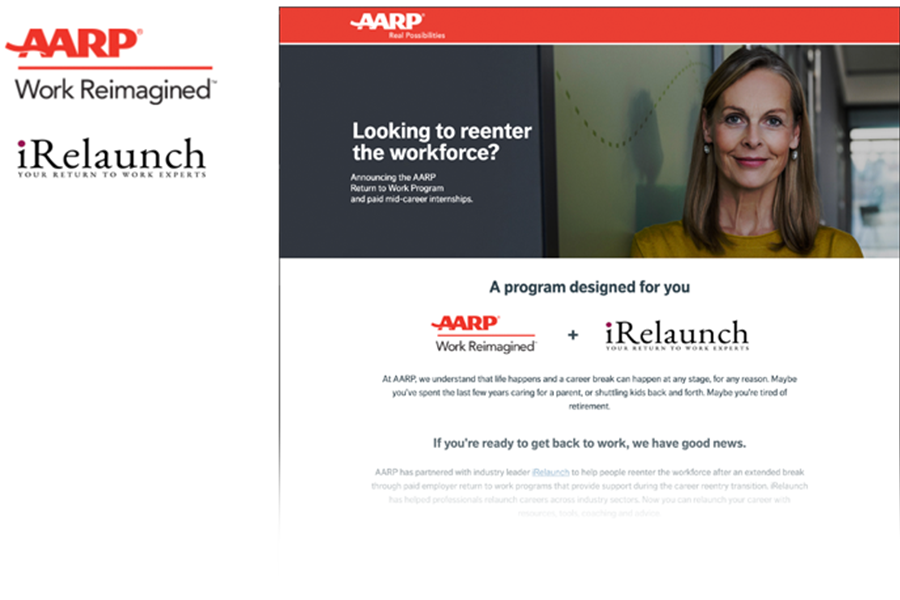 AARP®
Work Reimagined™
iRelaunch
YOUR RETURN TO WORK EXPERTS
AARP®
Real Possibilities
Looking to reenter
the workforce?
Announcing the AARP
Return to Work Program
and paid mid-career internships.
A program designed for you
AARP® + iRelaunch
Work Reimagined™ YOUR RETURN TO WORK EXPERTS
At AARP, we understand that life happens and a career break can happen at any stage, for any reason. Maybe
you've spent the last few years caring for a parent, or shuttling kids back and forth. Maybe you're tired of
retirement.
If you're ready to get back to work, we have good news.
AARP has partnered with industry leader iRelaunch to help people reenter the workforce after an extended break
through paid employer return to work programs that provide support during the career reentry transition. iRelaunch
has helped professionals relaunch careers across industry sectors. Now you can relaunch your career with
resources, tools, coaching and advice.